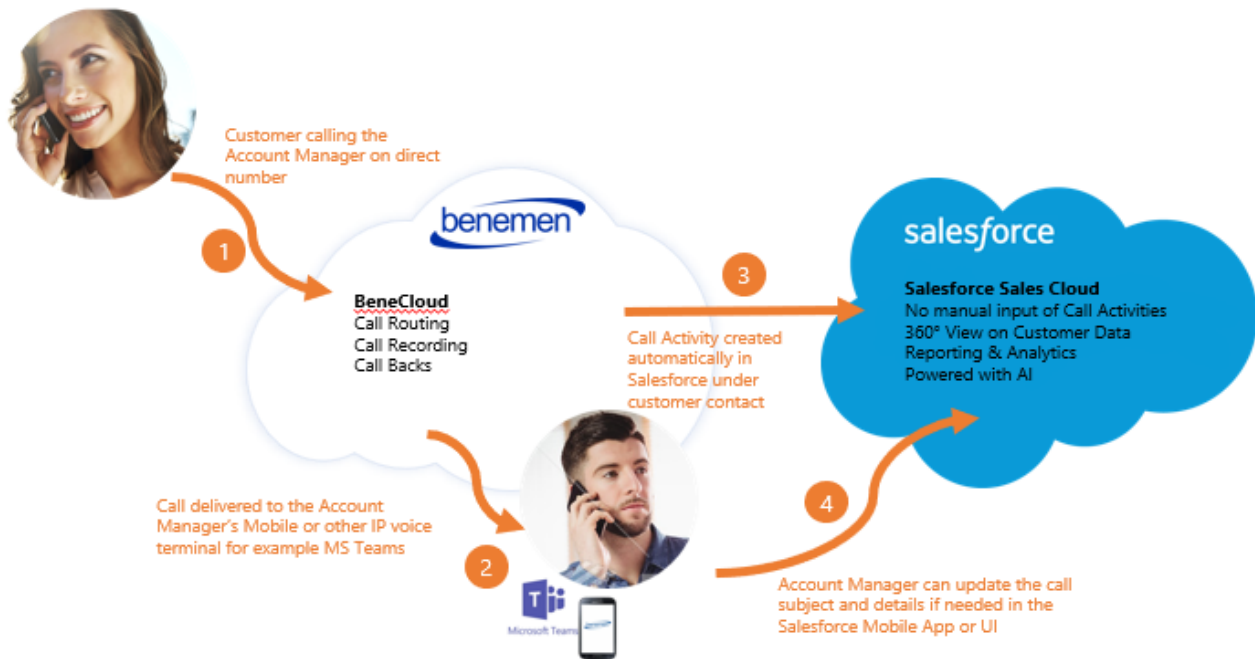 Customer calling the
Account Manager on direct
number
benemen
salesforce
1
BeneCloud
Call Routing
Call Recording
Call Backs
3
Salesforce Sales Cloud
No manual input of Call Activities
360° View on Customer Data
Reporting & Analytics
Powered with AI
Call Activity created
automatically in
Salesforce under
customer contact
Call delivered to the Account
Manager's Mobile or other IP voice
terminal for example MS Teams
2
4
T
Microsoft Teams
benemen
Account Manager can update the call
subject and details if needed in the
Salesforce Mobile App or UI